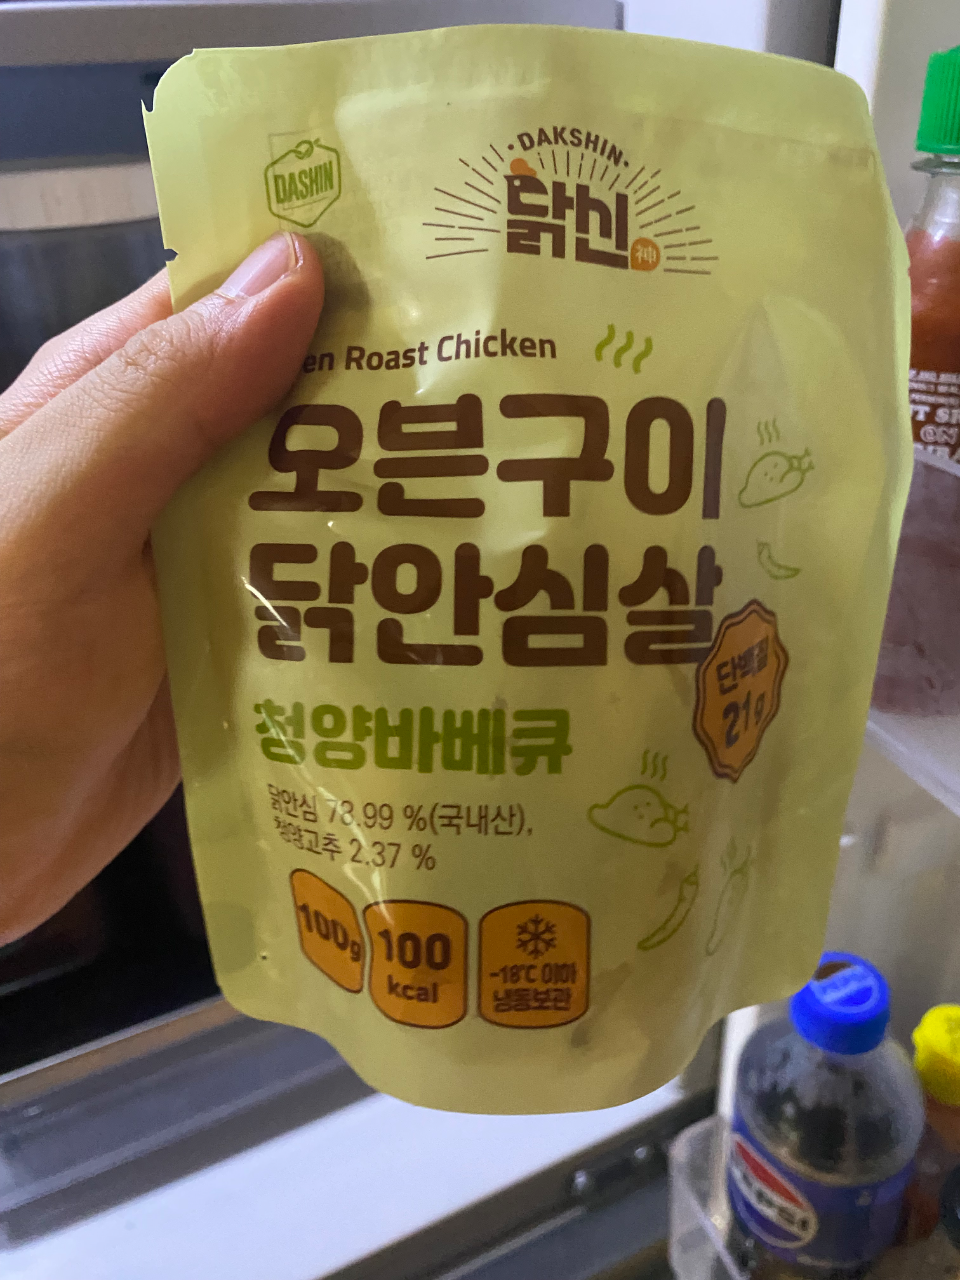 DASHIN
·DAKSHIN·
닭신
神
en Roast Chicken
오븐구이
닭안심살
단백질
21g
청양바베큐
닭안심 73.99 %(국내산),
청양고추 2.37 %
100g
100
kcal
-18℃ 이하
냉동보관
PEPSI